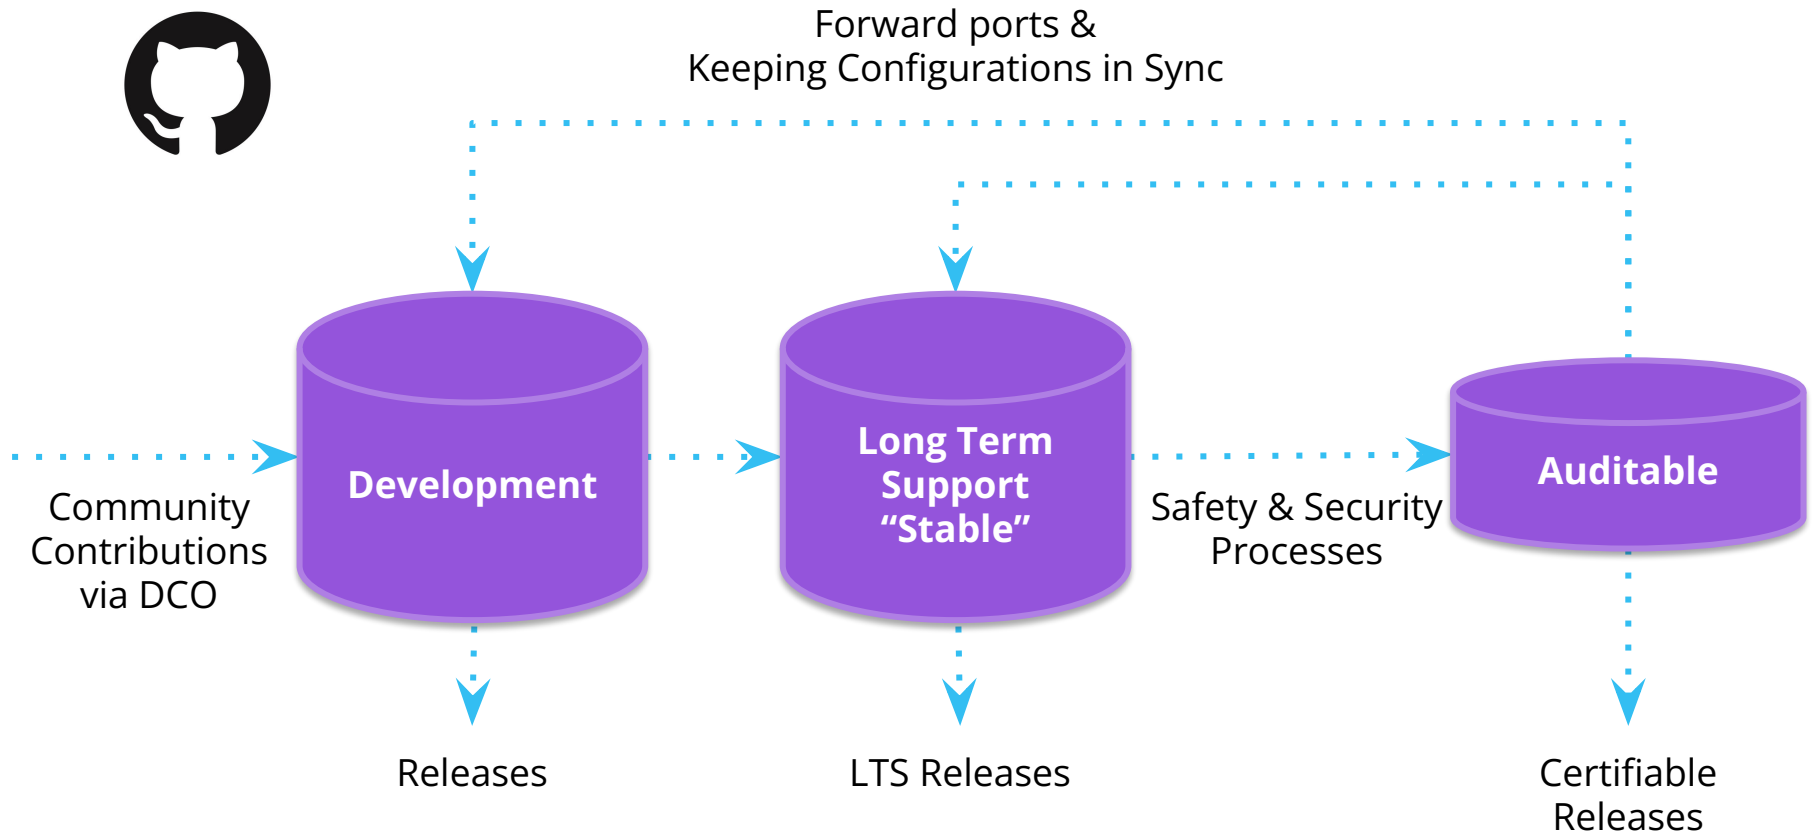 Forward ports &
Keeping Configurations in Sync
Development
Long Term
Support
“Stable”
Auditable
Community
Contributions
via DCO
Safety & Security
Processes
Releases
LTS Releases
Certifiable
Releases